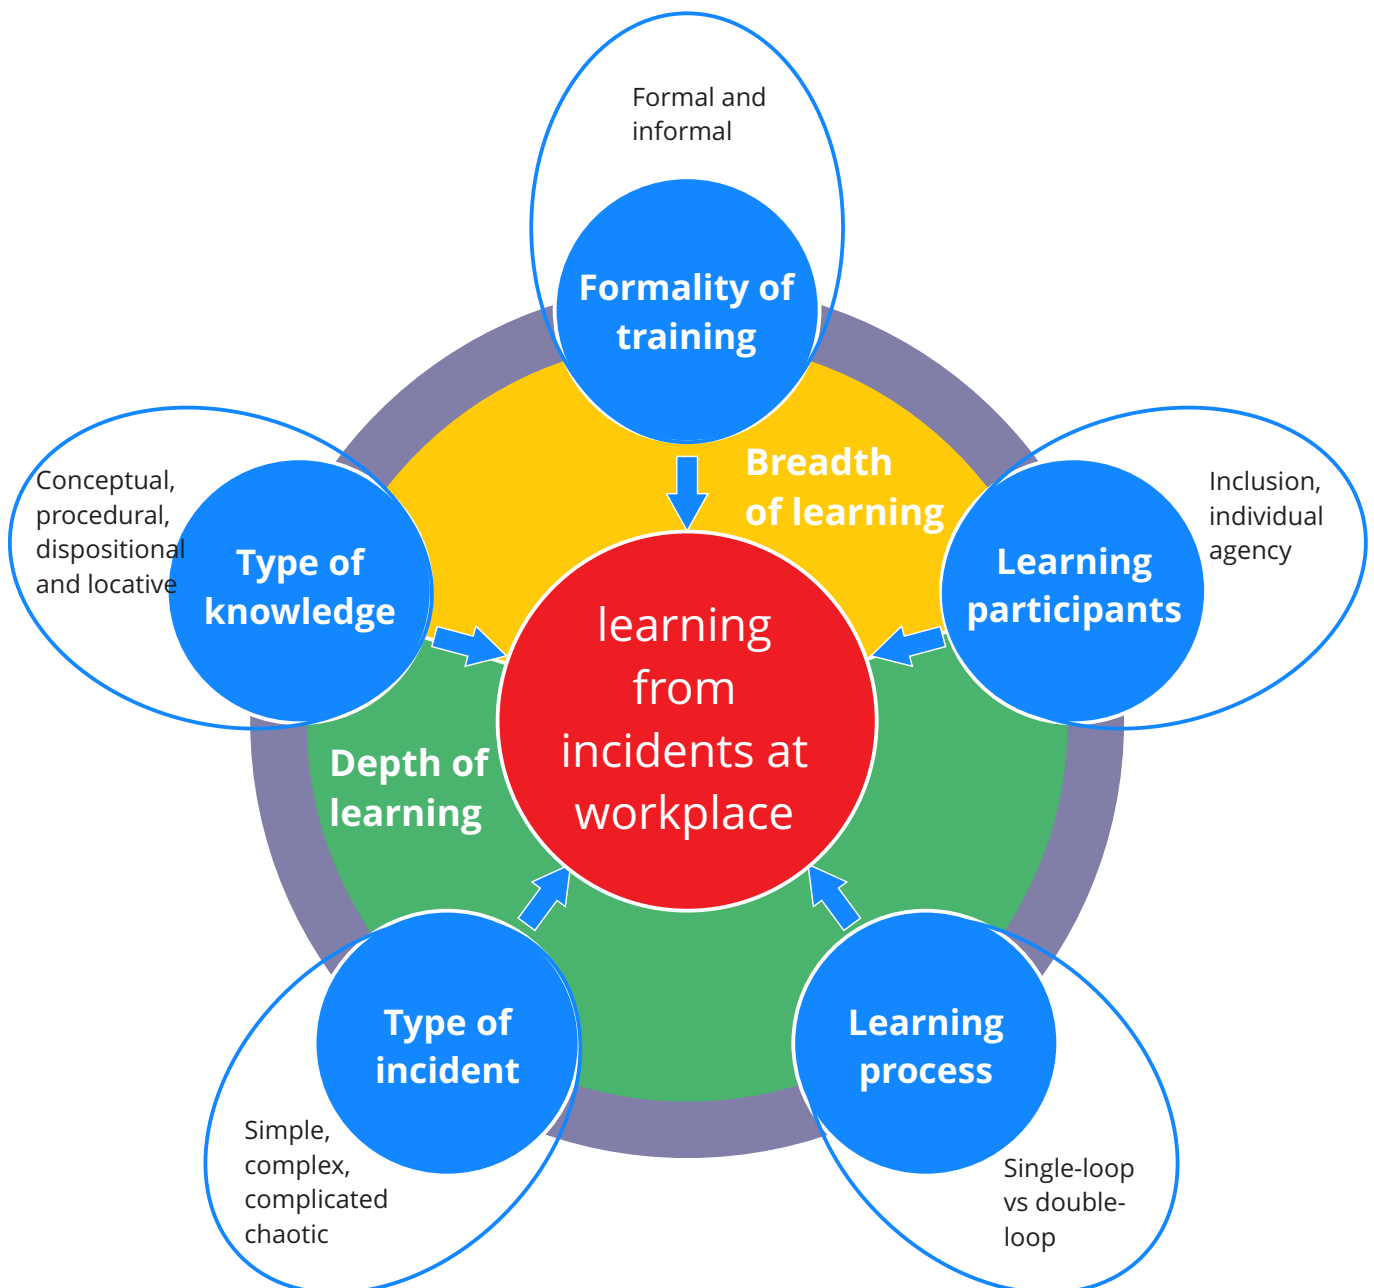 Formal and
informal
Formality of
training
Breadth
of learning
Conceptual,
procedural,
dispositional
and locative
Type of
knowledge
Inclusion,
individual
agency
Learning
participants
learning
from
incidents at
workplace
Depth of
learning
Type of
incident
Simple,
complex,
complicated
chaotic
Learning
process
Single-loop
vs double-
loop